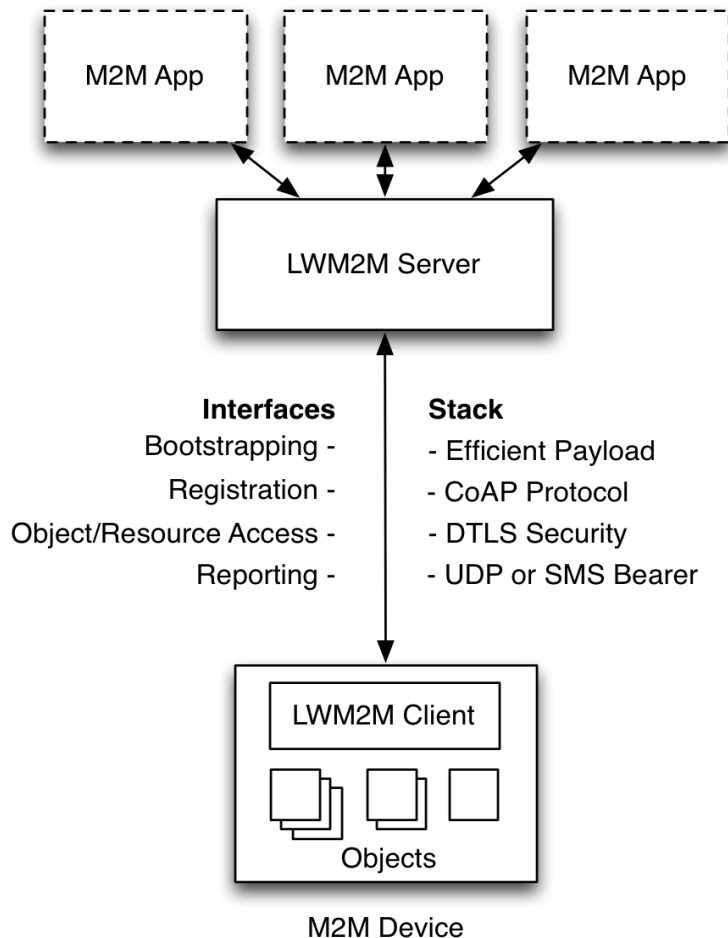 M2M App
M2M App
M2M App
LWM2M Server
Interfaces
Bootstrapping -
Registration -
Object/Resource Access -
Reporting -
Stack
- Efficient Payload
- CoAP Protocol
- DTLS Security
- UDP or SMS Bearer
LWM2M Client
Objects
M2M Device